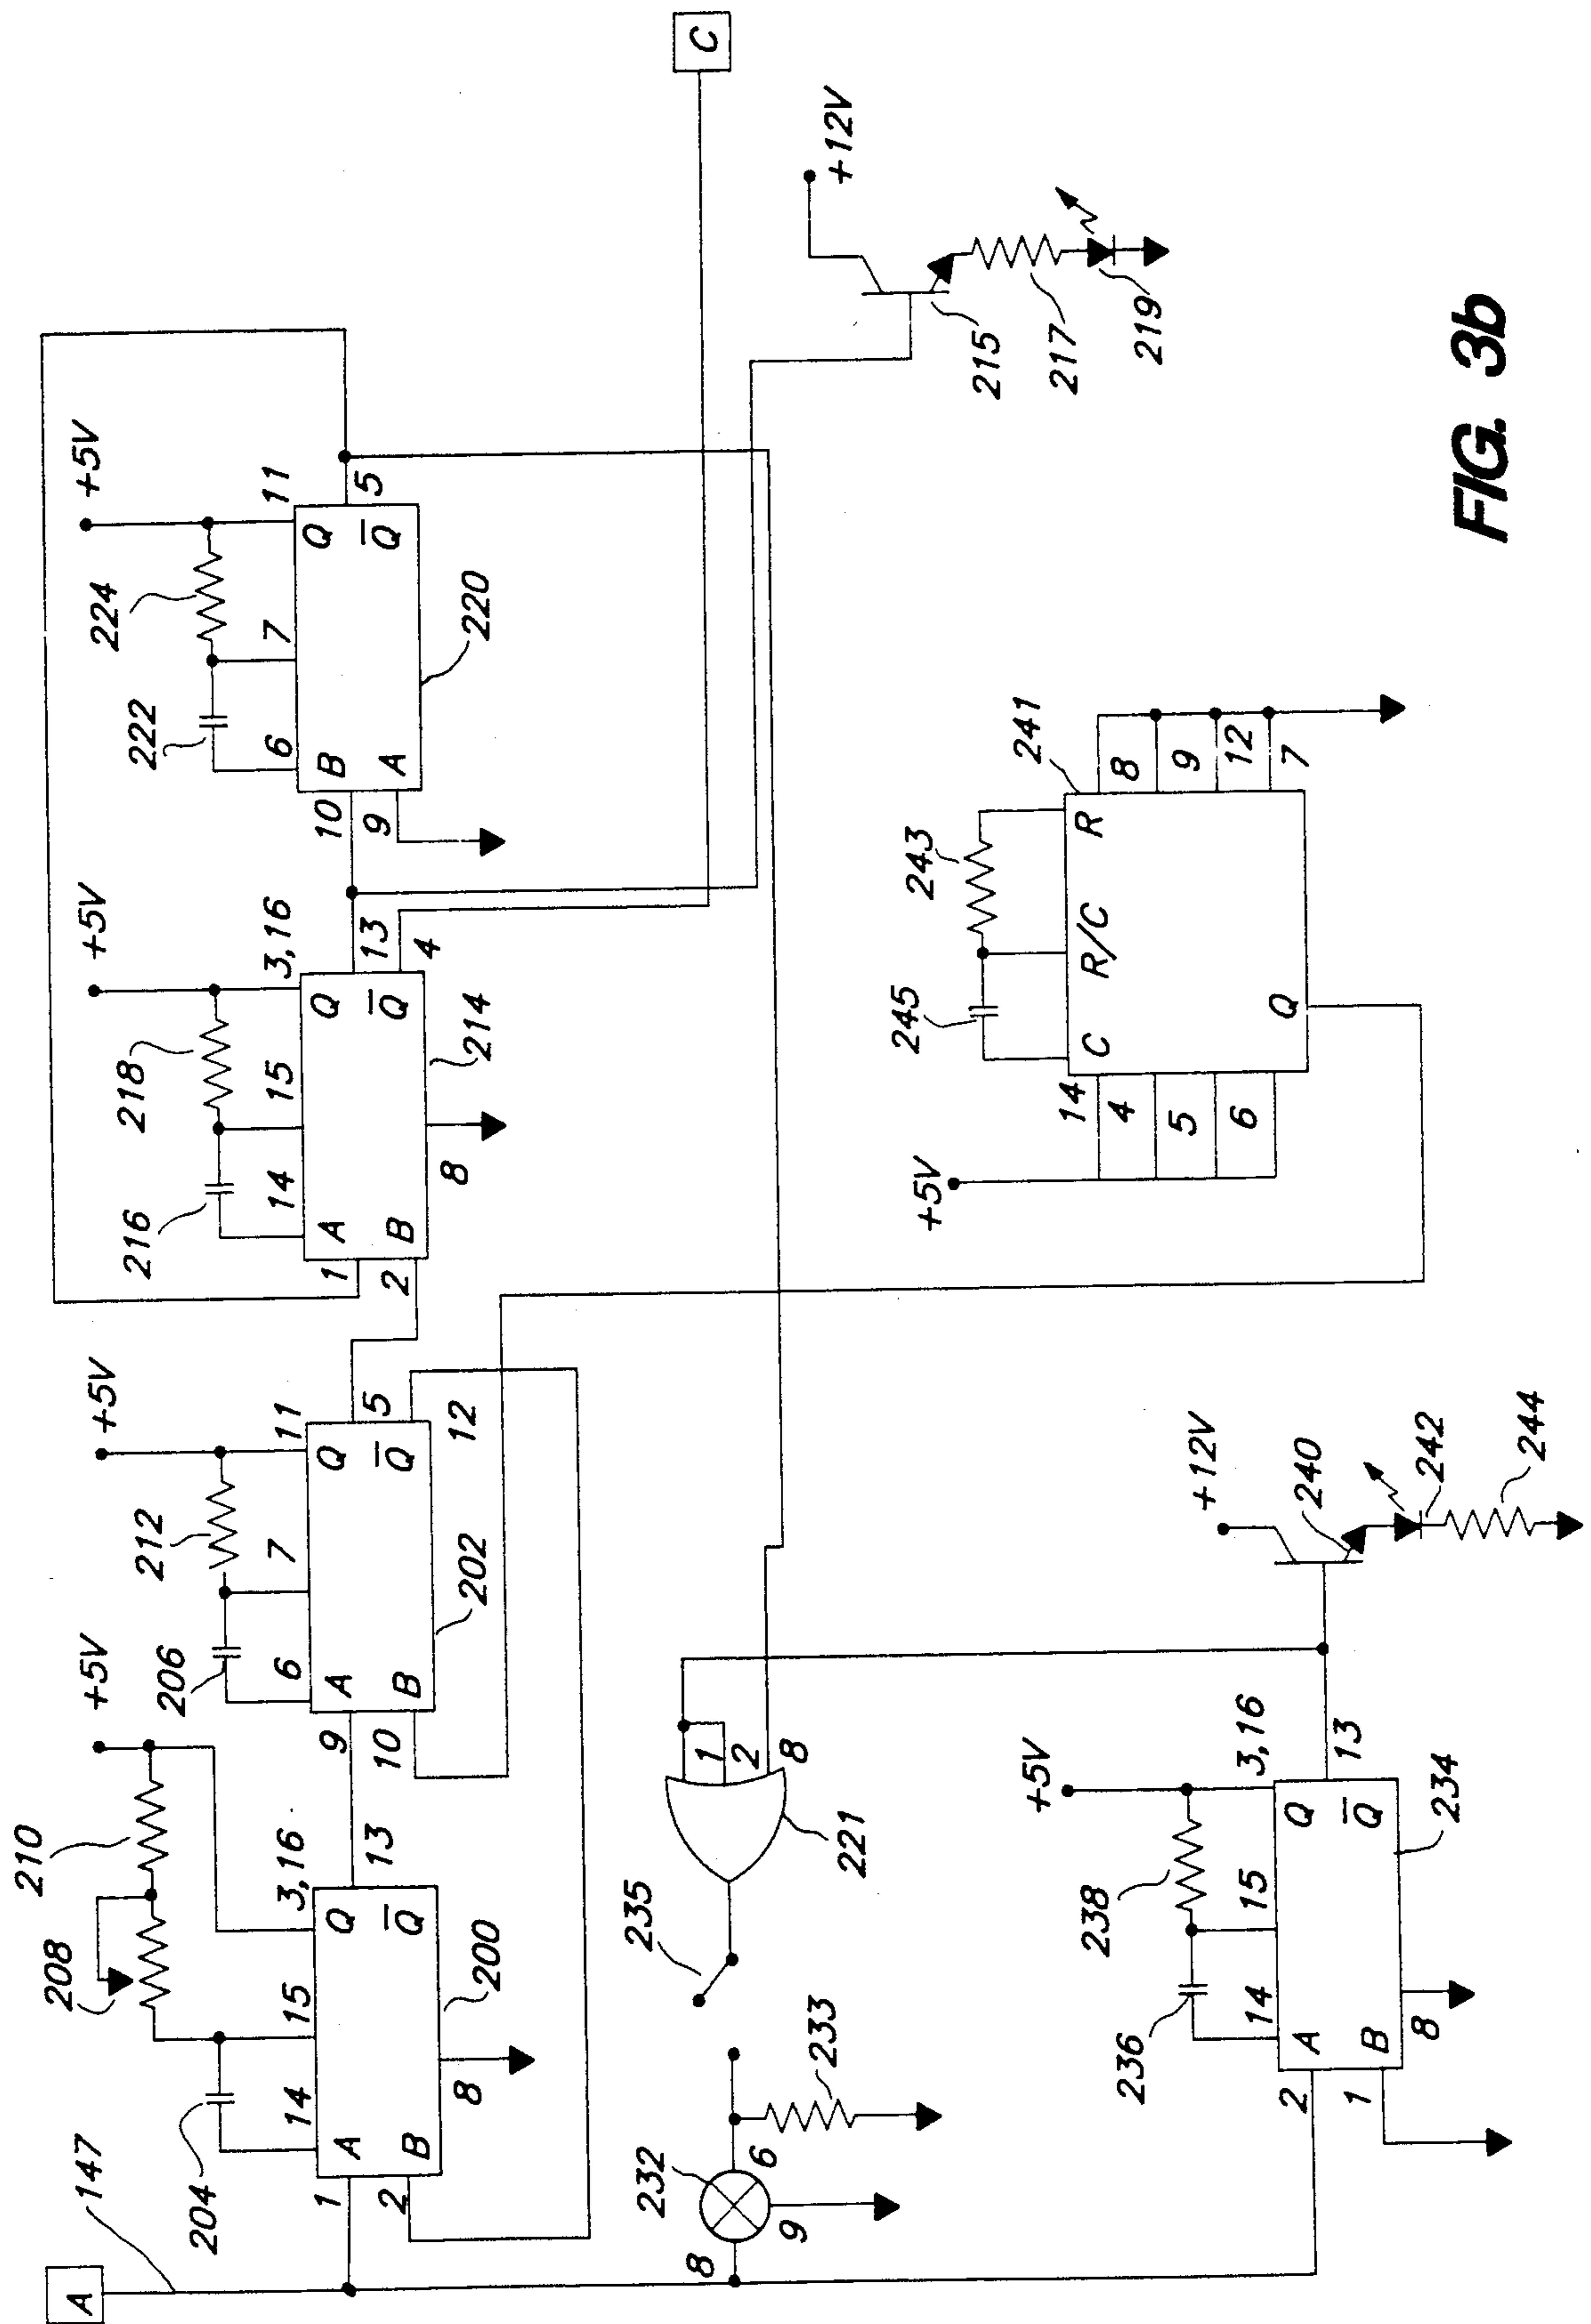 A
147
204
208
210
+5V
14
15
3,16
A
Q
B
Q̅
1
2
13
8
200
206
212
+5V
6
7
11
A
Q
B
Q̅
9
10
5
12
202
216
218
+5V
14
15
3,16
A
Q
B
Q̅
1
2
13
4
8
214
222
224
+5V
6
7
11
B
Q
A
Q̅
10
9
5
220
C
232
8
6
9
233
235
221
1
2
8
+12V
215
217
219
+5V
14
4
5
6
245
243
241
C
R/C
R
Q
8
9
12
7
236
238
+5V
14
15
3,16
A
Q
B
Q̅
2
1
13
8
234
+12V
240
242
244
FIG. 3b